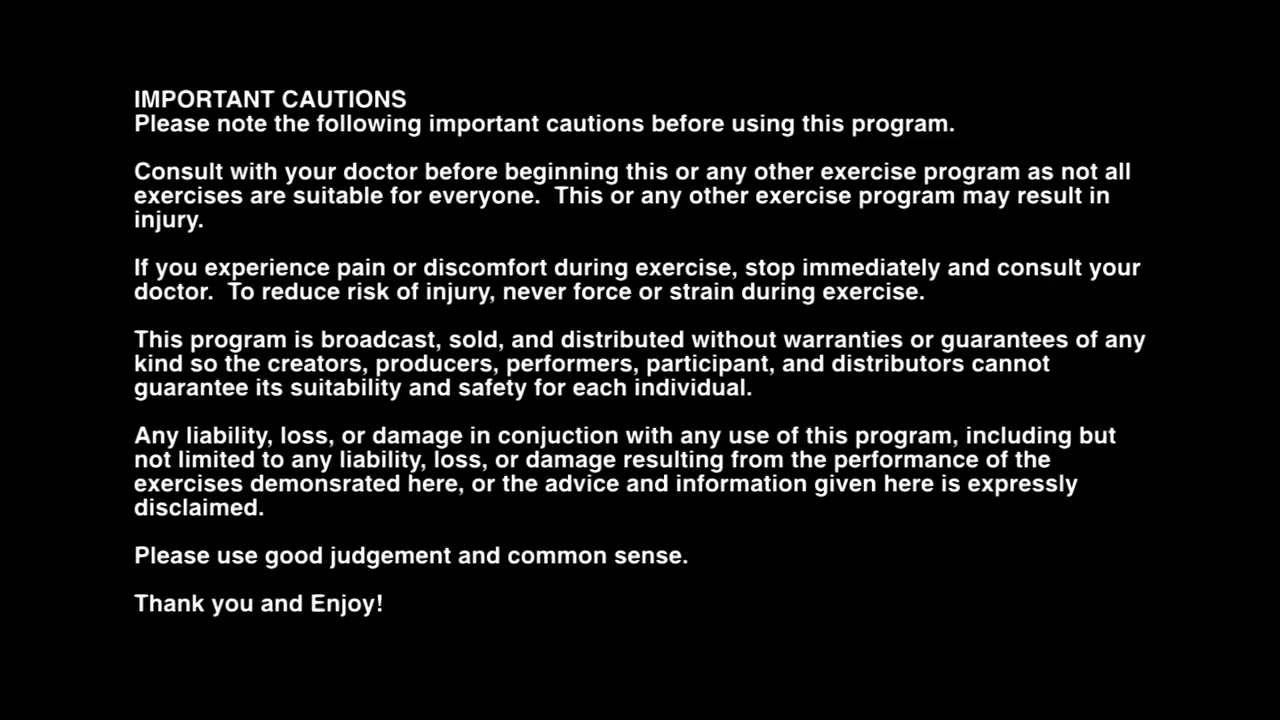 IMPORTANT CAUTIONS
Please note the following important cautions before using this program.
Consult with your doctor before beginning this or any other exercise program as not all
exercises are suitable for everyone.  This or any other exercise program may result in
injury.
If you experience pain or discomfort during exercise, stop immediately and consult your
doctor.  To reduce risk of injury, never force or strain during exercise.
This program is broadcast, sold, and distributed without warranties or guarantees of any
kind so the creators, producers, performers, participant, and distributors cannot
guarantee its suitability and safety for each individual.
Any liability, loss, or damage in conjuction with any use of this program, including but
not limited to any liability, loss, or damage resulting from the performance of the
exercises demonsrated here, or the advice and information given here is expressly
disclaimed.
Please use good judgement and common sense.
Thank you and Enjoy!